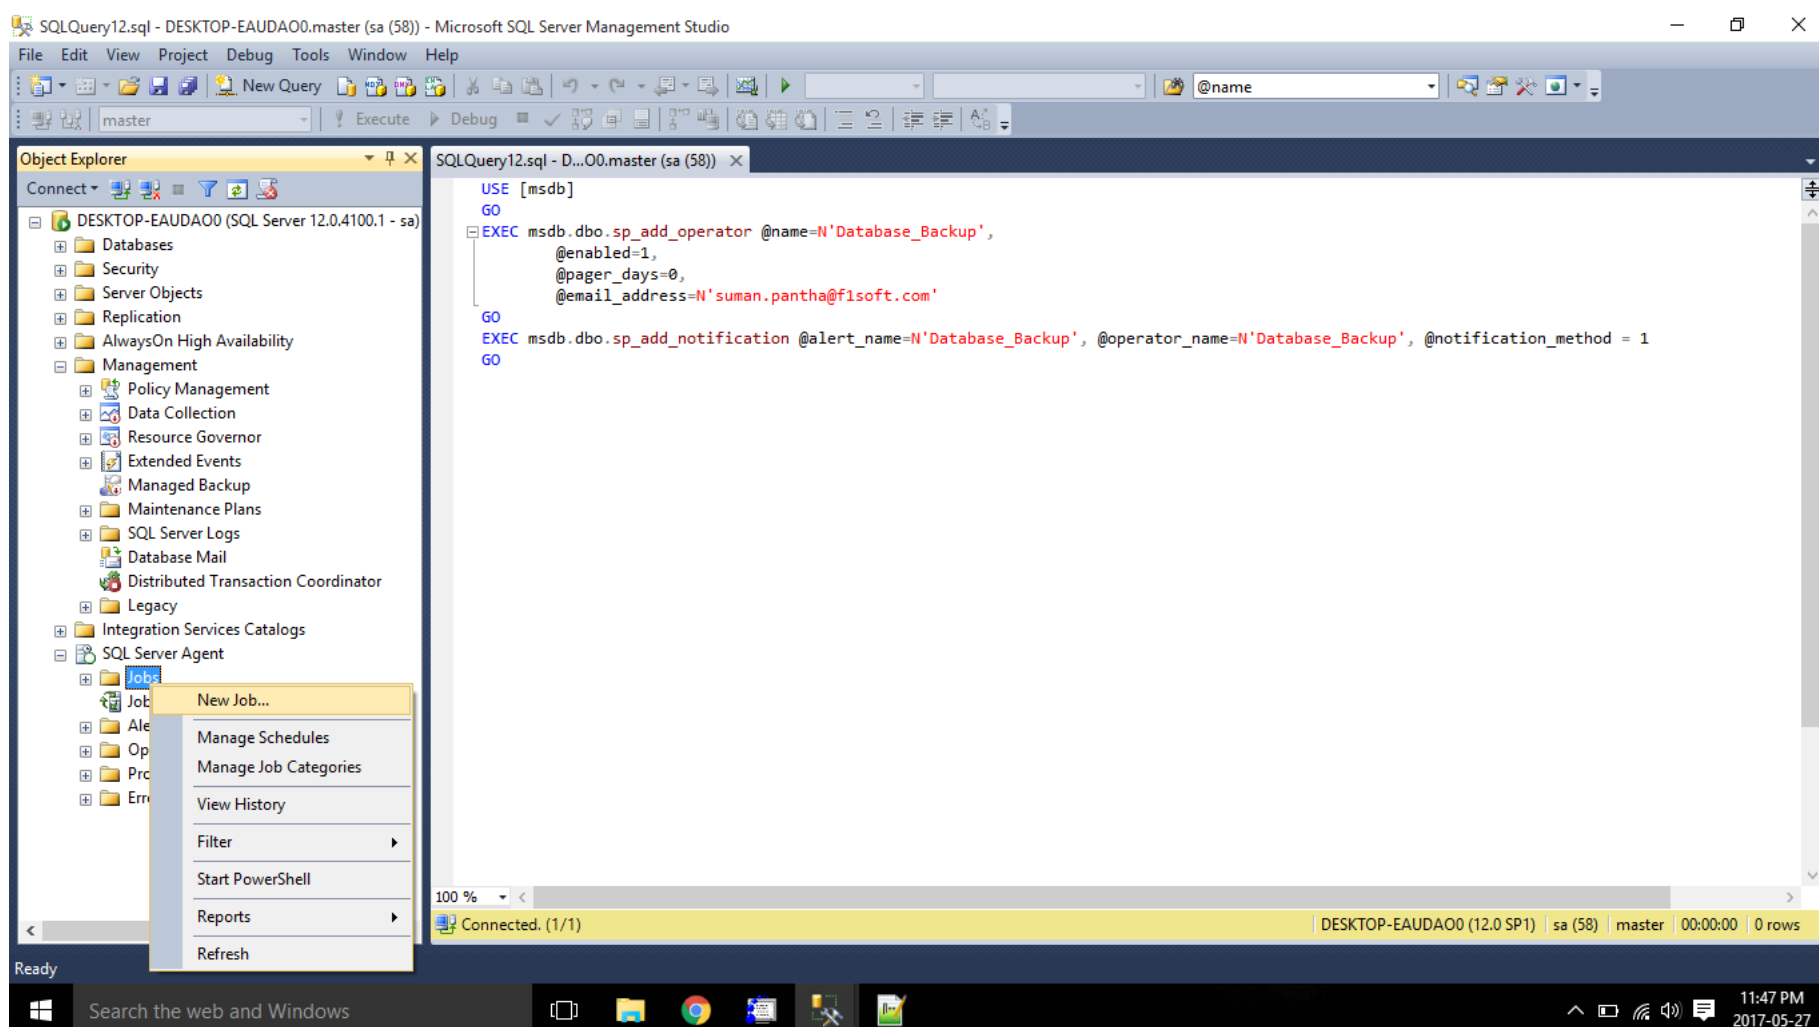 SQLQuery12.sql - DESKTOP-EAUDAO0.master (sa (58)) - Microsoft SQL Server Management Studio
File Edit View Project Debug Tools Window Help
New Query @name
master Execute Debug
Object Explorer
Connect
DESKTOP-EAUDAO0 (SQL Server 12.0.4100.1 - sa)
Databases
Security
Server Objects
Replication
AlwaysOn High Availability
Management
Policy Management
Data Collection
Resource Governor
Extended Events
Managed Backup
Maintenance Plans
SQL Server Logs
Database Mail
Distributed Transaction Coordinator
Legacy
Integration Services Catalogs
SQL Server Agent
Jobs
Job
Ale
Op
Pro
Erro
New Job...
Manage Schedules
Manage Job Categories
View History
Filter
Start PowerShell
Reports
Refresh
SQLQuery12.sql - D...O0.master (sa (58))
USE [msdb]
GO
EXEC msdb.dbo.sp_add_operator @name=N'Database_Backup',
@enabled=1,
@pager_days=0,
@email_address=N'suman.pantha@f1soft.com'
GO
EXEC msdb.dbo.sp_add_notification @alert_name=N'Database_Backup', @operator_name=N'Database_Backup', @notification_method = 1
GO
100 %
Connected. (1/1) DESKTOP-EAUDAO0 (12.0 SP1) sa (58) master 00:00:00 0 rows
Ready
Search the web and Windows
11:47 PM
2017-05-27